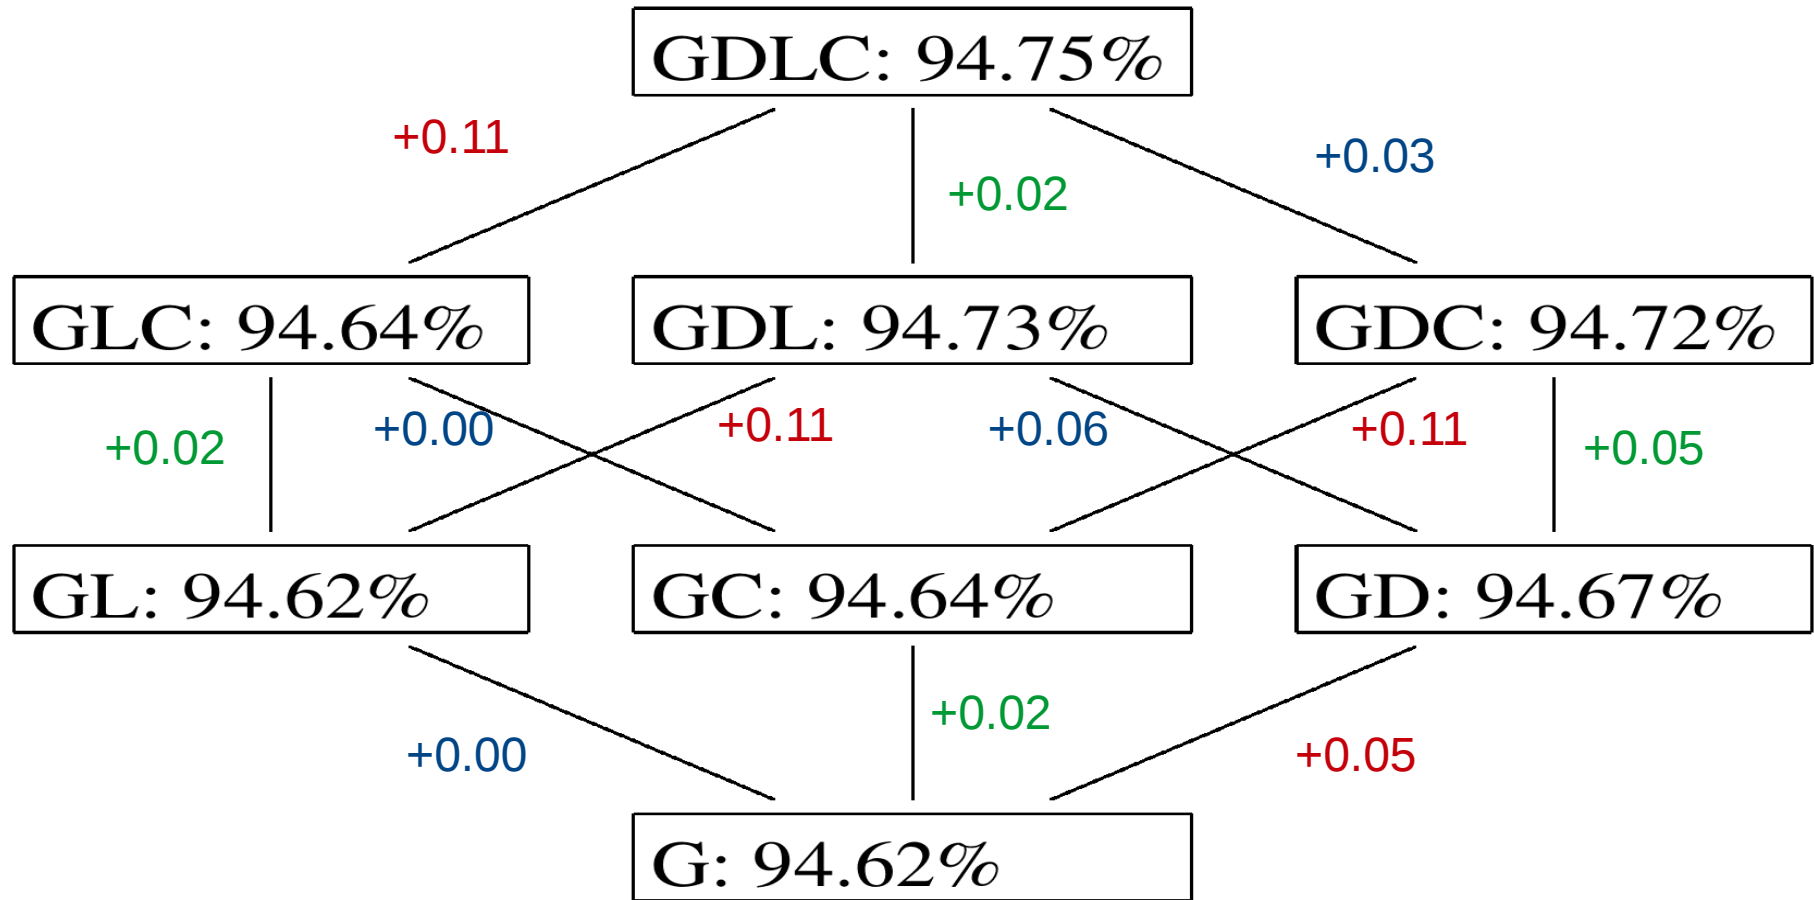 GDLC: 94.75%
+0.11
+0.02
+0.03
GLC: 94.64%
GDL: 94.73%
GDC: 94.72%
+0.02
+0.00
+0.11
+0.06
+0.11
+0.05
GL: 94.62%
GC: 94.64%
GD: 94.67%
+0.00
+0.02
+0.05
G: 94.62%